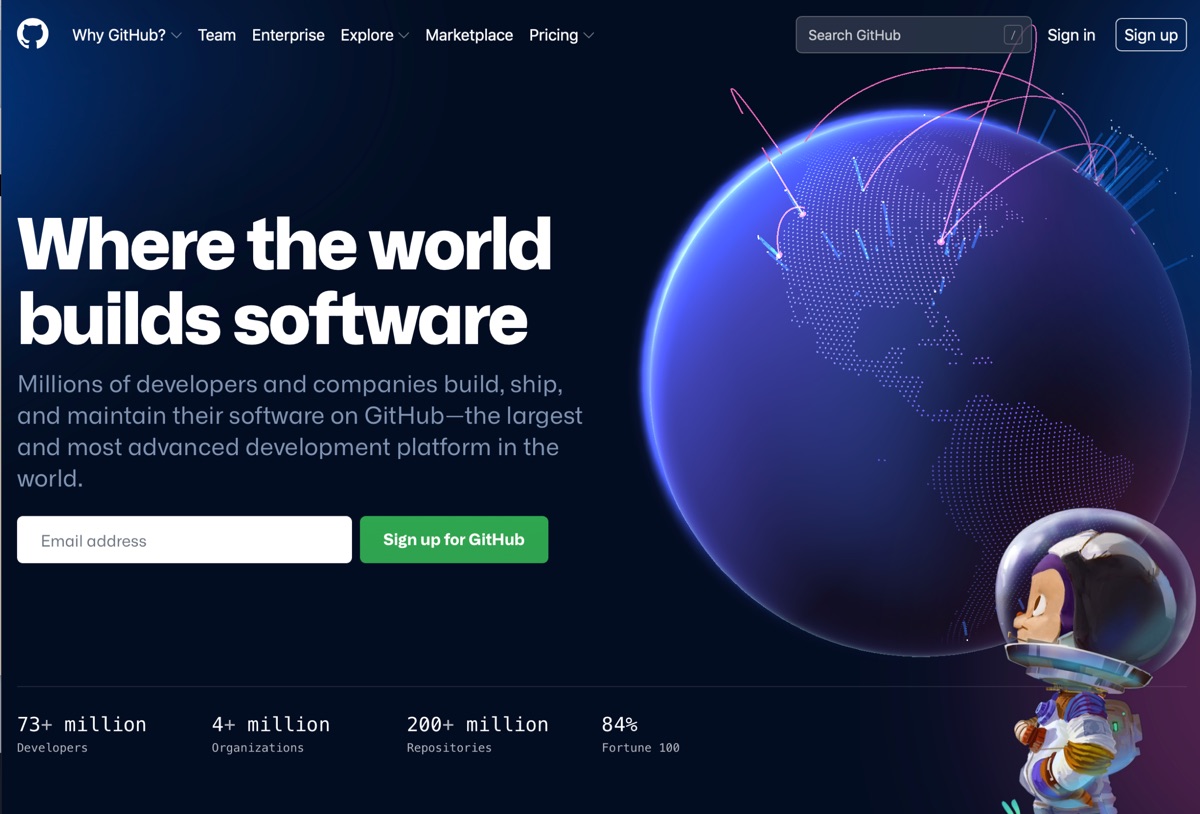 Why GitHub? Team Enterprise Explore Marketplace Pricing Search GitHub / Sign in Sign up
Where the world
builds software
Millions of developers and companies build, ship,
and maintain their software on GitHub—the largest
and most advanced development platform in the
world.
Email address Sign up for GitHub
73+ million 4+ million 200+ million 84%
Developers Organizations Repositories Fortune 100